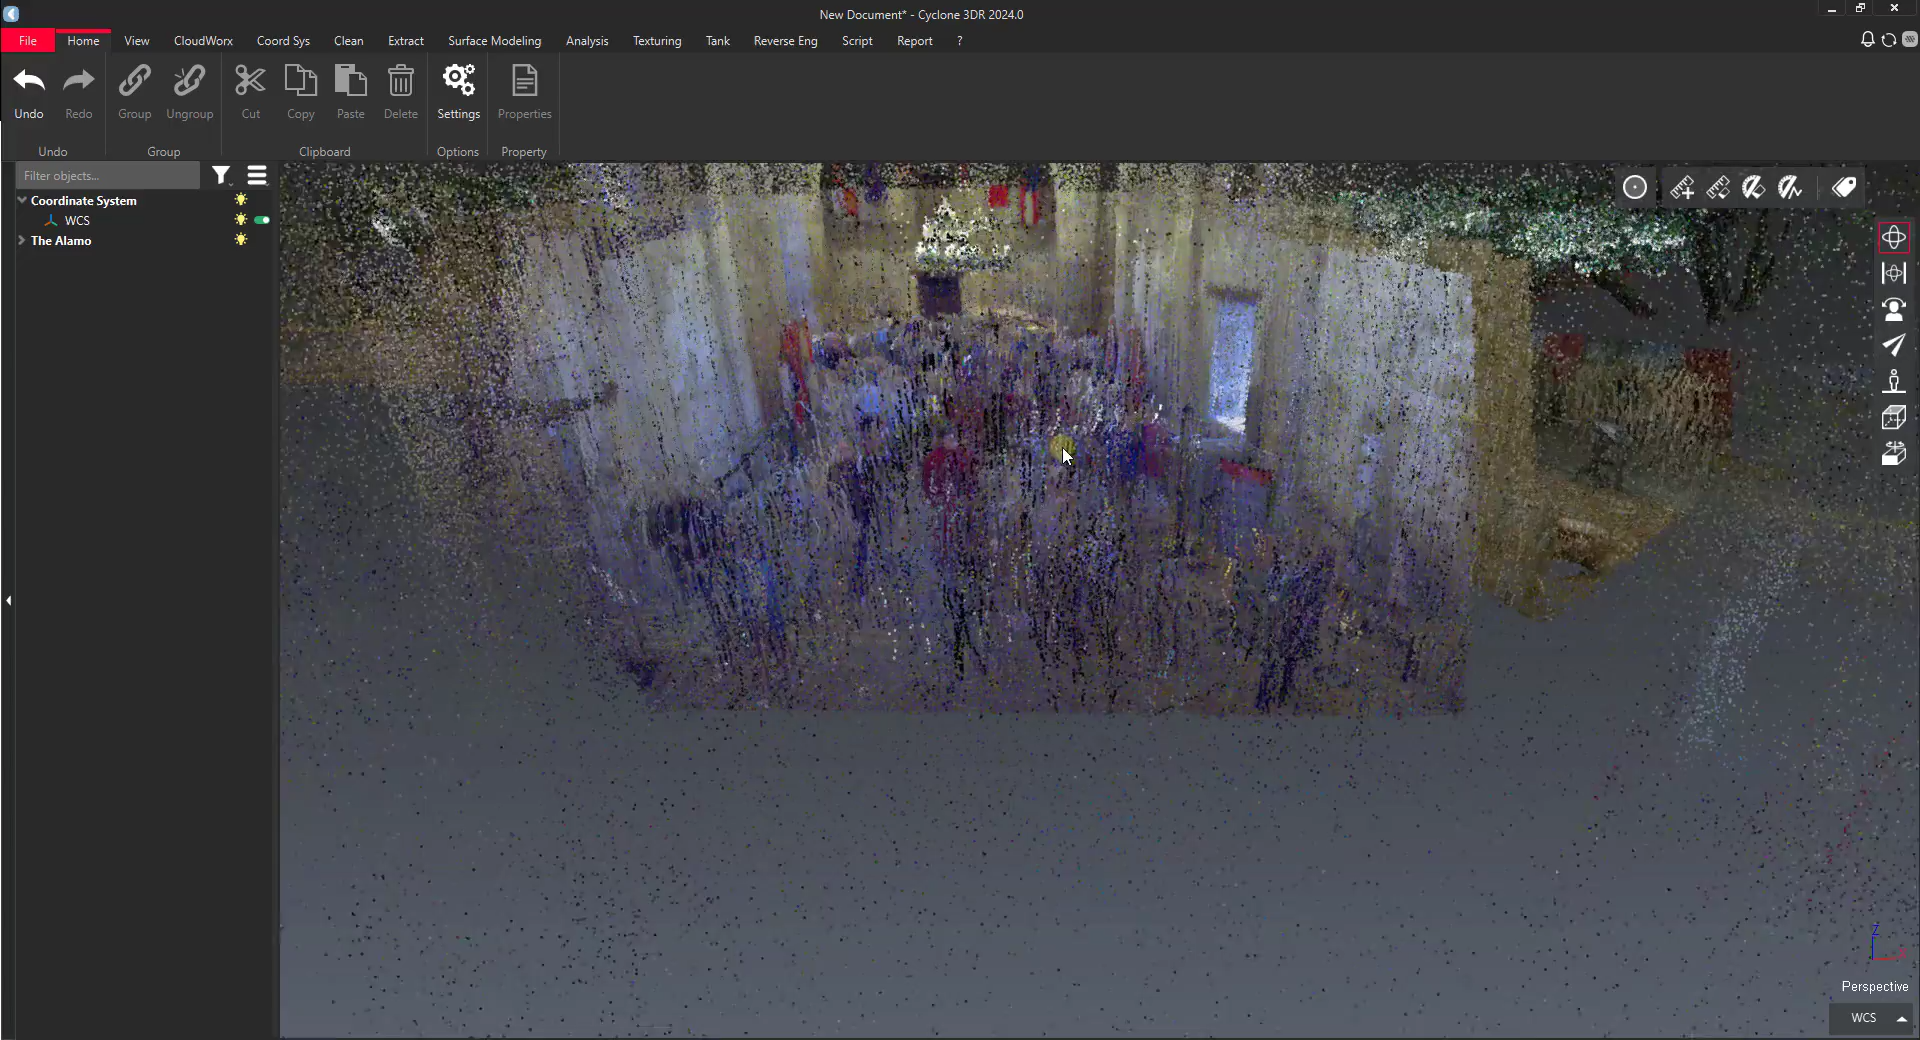 New Document* - Cyclone 3DR 2024.0
File Home View CloudWorx Coord Sys Clean Extract Surface Modeling Analysis Texturing Tank Reverse Eng Script Report ?
Undo Redo Group Ungroup Cut Copy Paste Delete Settings Properties
Undo Group Clipboard Options Property
Filter objects...
Coordinate System
WCS
The Alamo
Z
Perspective
WCS